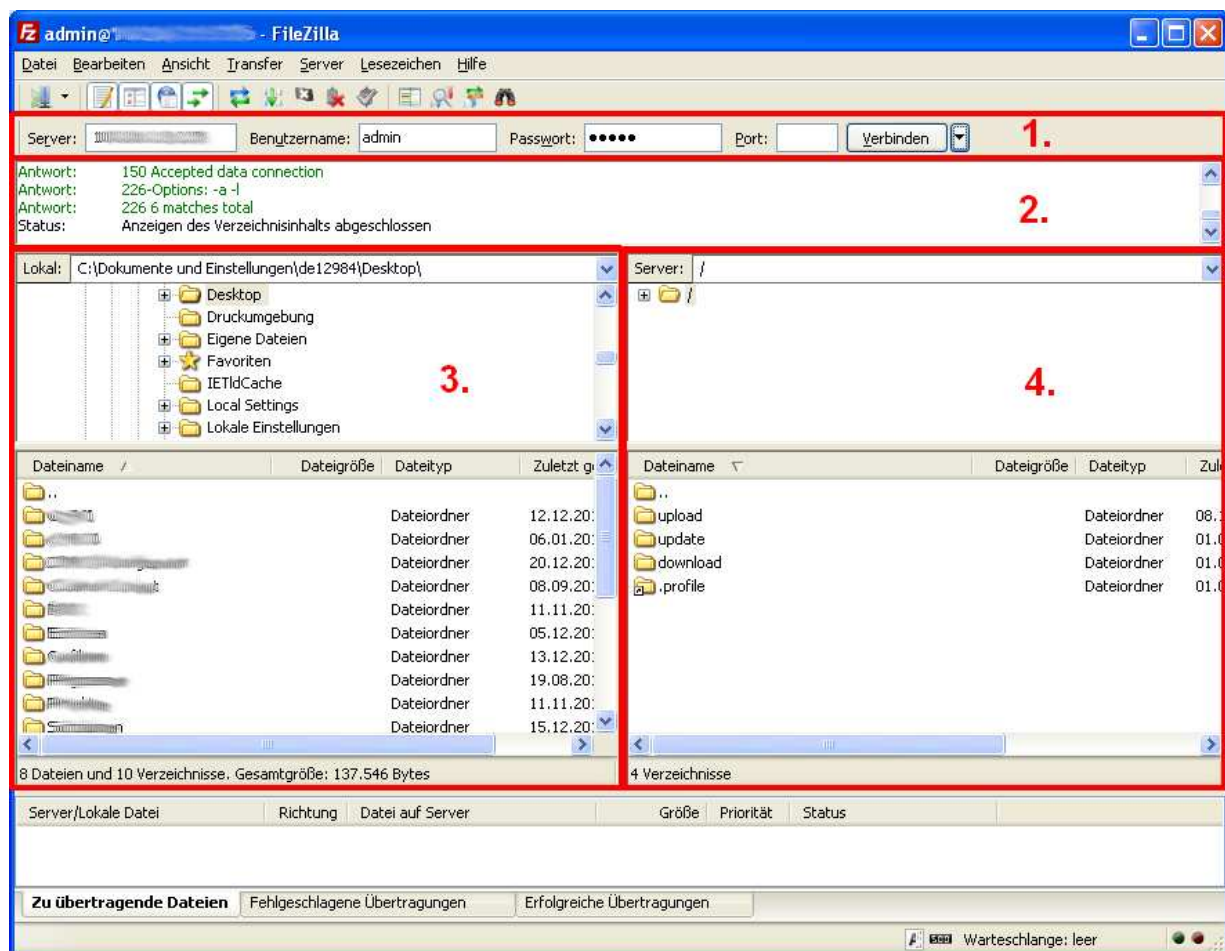 admin@ - FileZilla
Datei Bearbeiten Ansicht Transfer Server Lesezeichen Hilfe
Server: Benutzername: admin Passwort: ●●●●● Port: Verbinden 1.
Antwort: 150 Accepted data connection
Antwort: 226-Options: -a -l
Antwort: 226 6 matches total
Status: Anzeigen des Verzeichnisinhalts abgeschlossen
2.
Lokal: C:\Dokumente und Einstellungen\de12984\Desktop\
Desktop
Druckumgebung
Eigene Dateien
Favoriten
IETldCache
Local Settings
Lokale Einstellungen
3.
Dateiname Dateigröße Dateityp Zuletzt g
..
Dateiordner 12.12.20
Dateiordner 06.01.20
Dateiordner 20.12.20
Dateiordner 08.09.20
Dateiordner 11.11.20
Dateiordner 05.12.20
Dateiordner 13.12.20
Dateiordner 19.08.20
Dateiordner 11.11.20
Dateiordner 15.12.20
8 Dateien und 10 Verzeichnisse. Gesamtgröße: 137.546 Bytes
Server: /
/
4.
Dateiname Dateigröße Dateityp Zul
..
upload Dateiordner 08.
update Dateiordner 01.
download Dateiordner 01.
.profile Dateiordner 01.
4 Verzeichnisse
Server/Lokale Datei Richtung Datei auf Server Größe Priorität Status
Zu übertragende Dateien Fehlgeschlagene Übertragungen Erfolgreiche Übertragungen
Warteschlange: leer